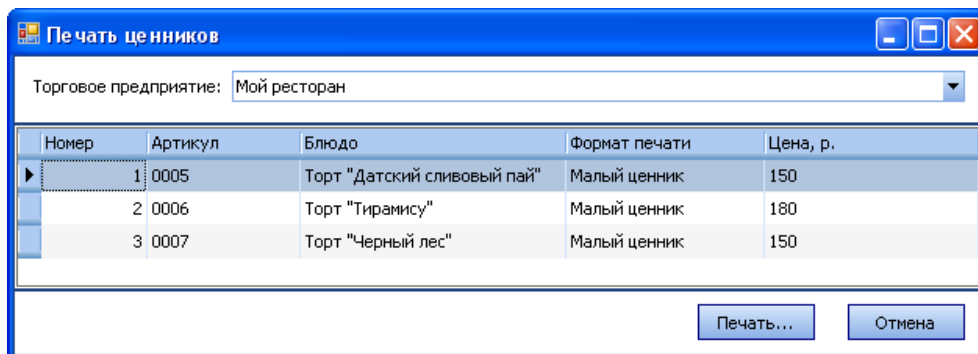 Печать ценников
Торговое предприятие: Мой ресторан
Номер Артикул Блюдо Формат печати Цена, р.
1 0005 Торт "Датский сливовый пай" Малый ценник 150
2 0006 Торт "Тирамису" Малый ценник 180
3 0007 Торт "Черный лес" Малый ценник 150
Печать... Отмена